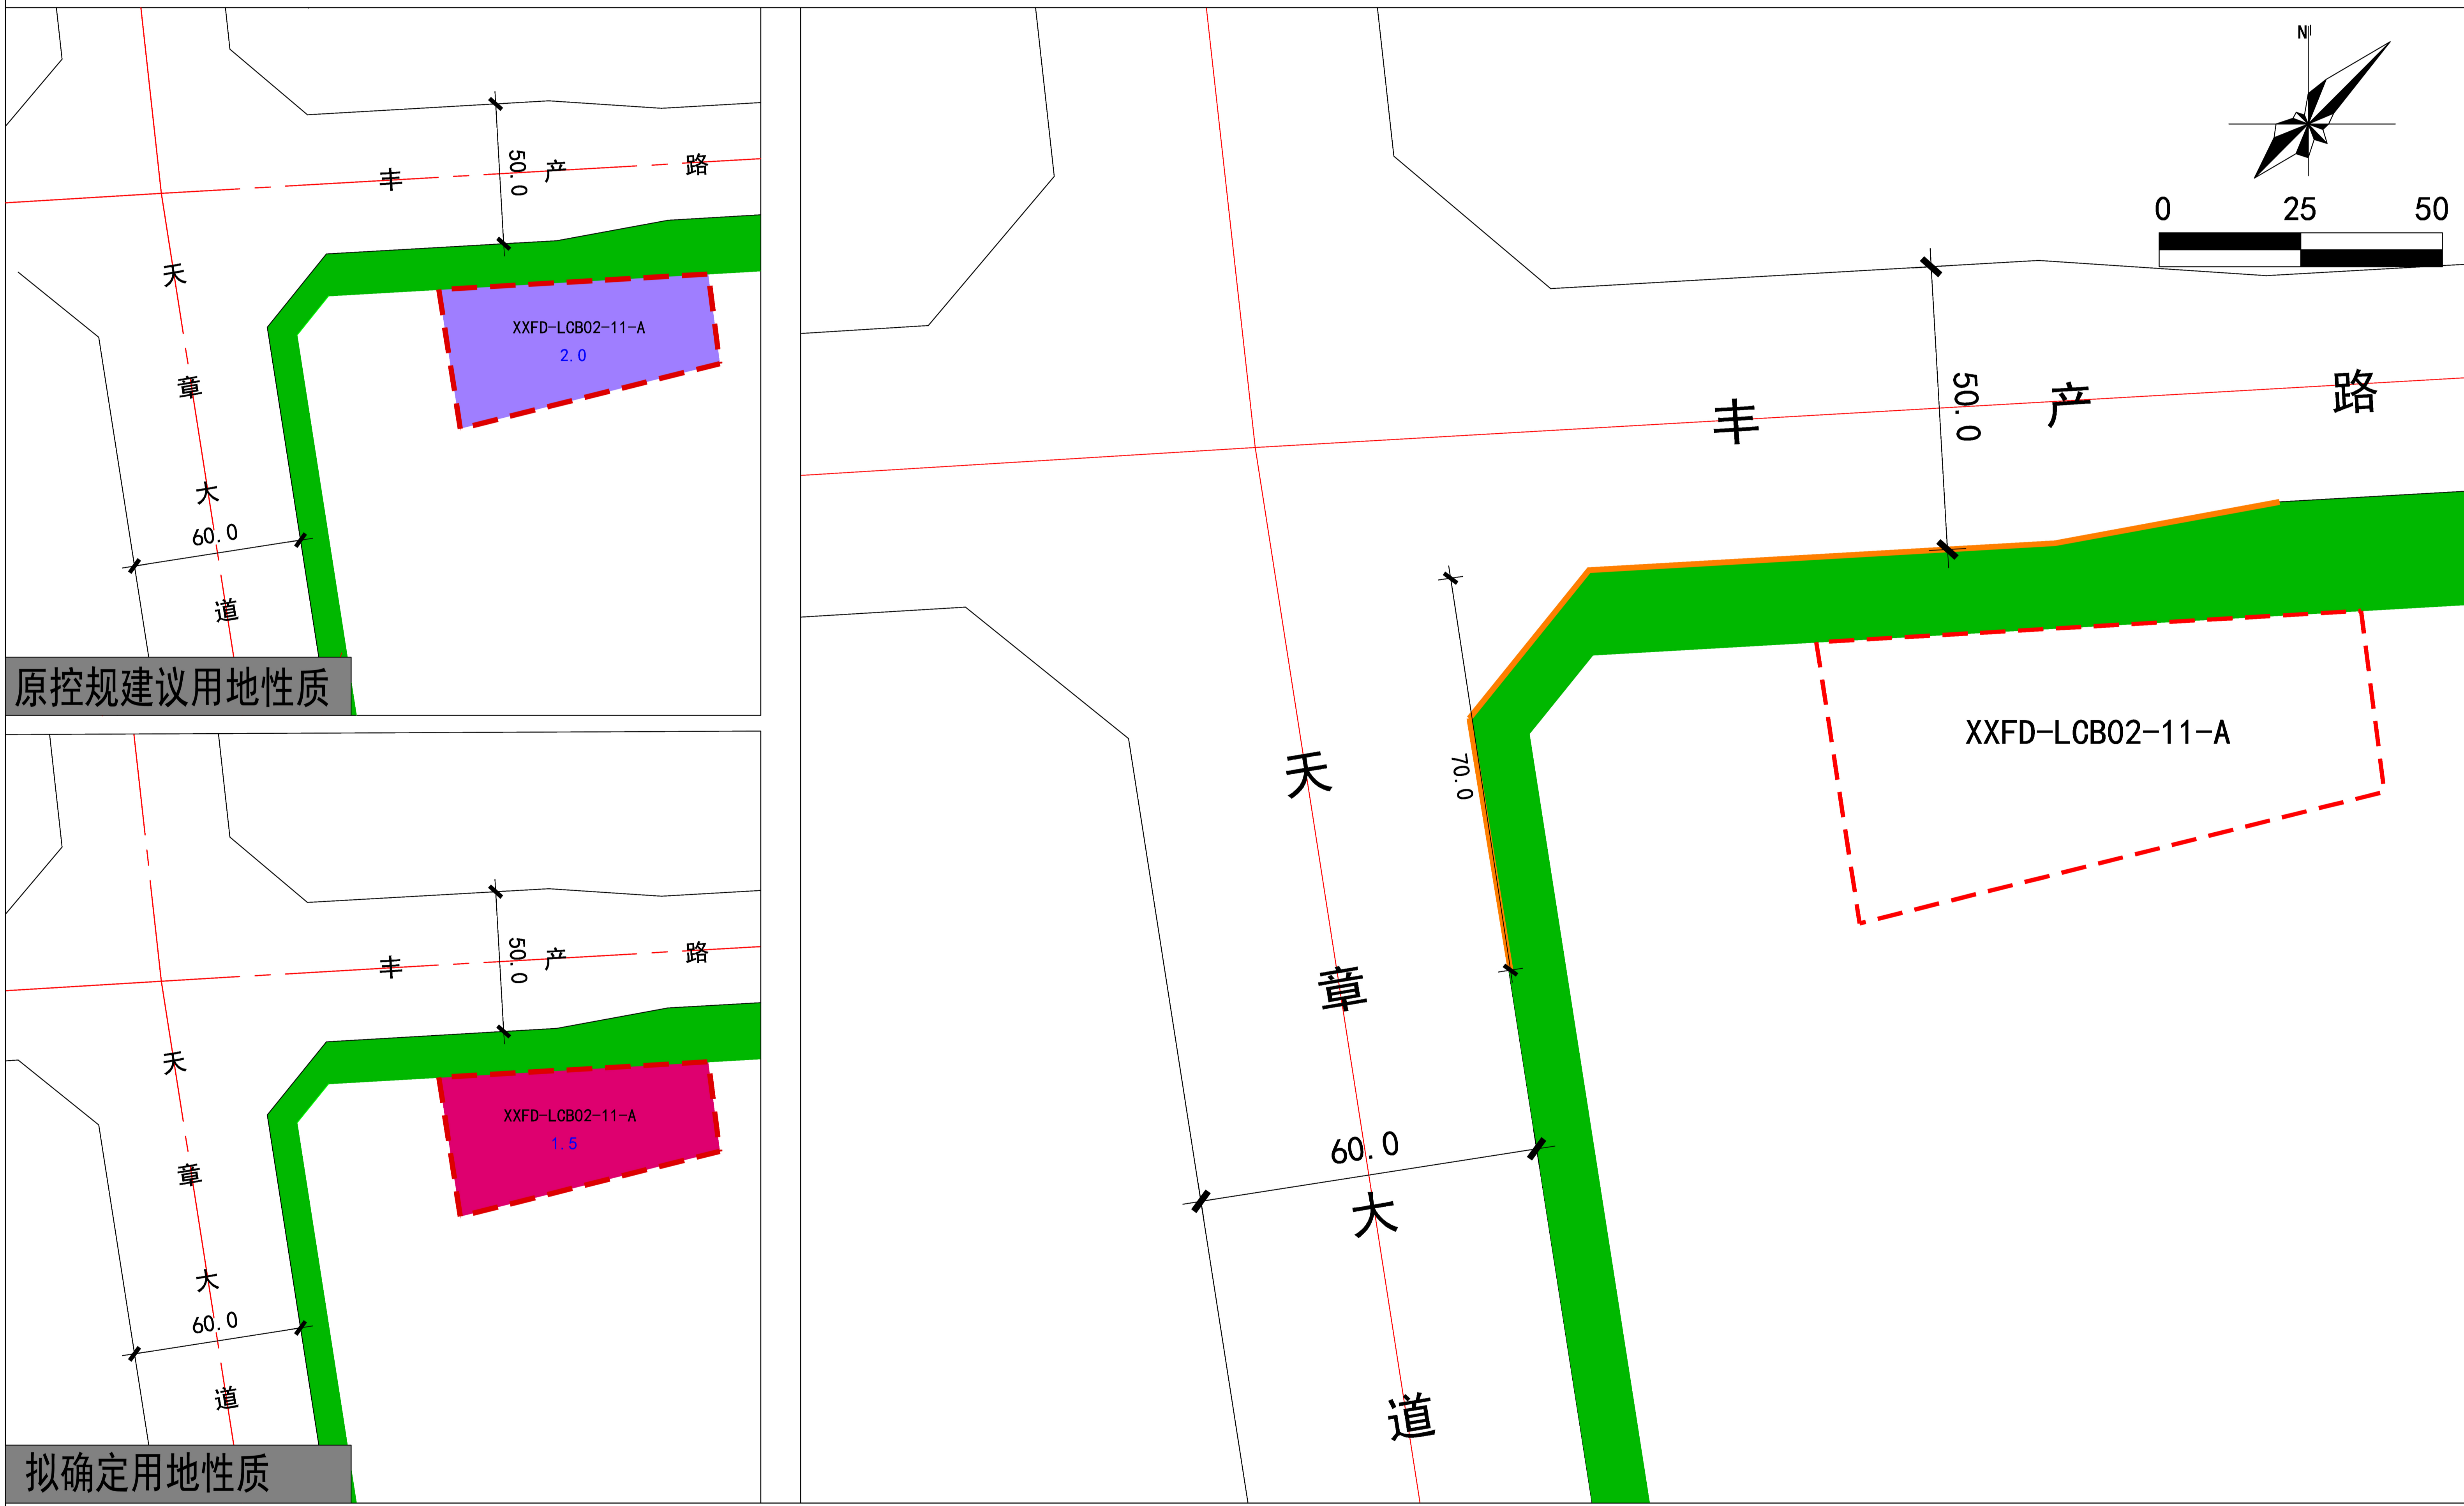 50.0
丰产路
XXFD-LCB02-11-A
2.0
天章大道
60.0
原控规建议用地性质
50.0
丰产路
XXFD-LCB02-11-A
1.5
天章大道
60.0
拟确定用地性质
N
0 25 50
50.0
丰产路
70.0
XXFD-LCB02-11-A
天章大道
60.0